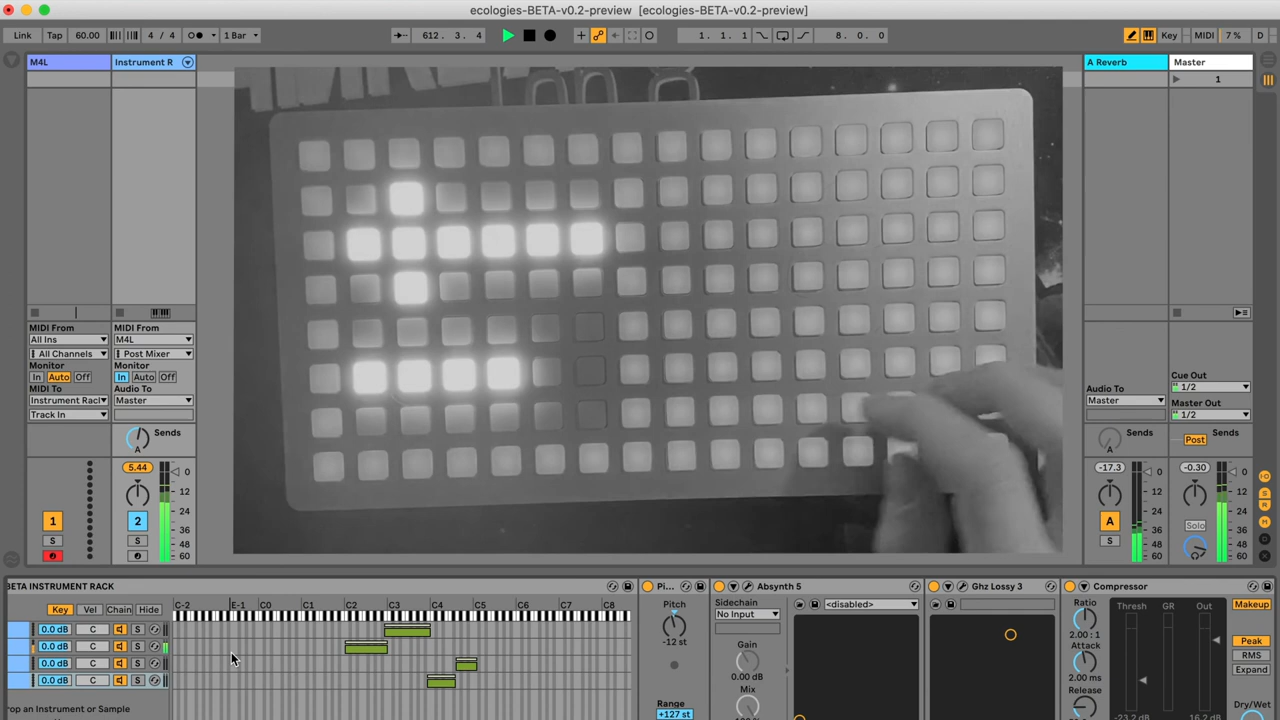 ecologies-BETA-v0.2-preview [ecologies-BETA-v0.2-preview]
Link Tap 60.00 4 / 4 1 Bar 612. 3. 4 1. 1. 1 8. 0. 0 Key MIDI 7 % D
M4L Instrument R A Reverb Master
1
MIDI From MIDI From
All Ins M4L
All Channels Post Mixer
Monitor Monitor
In Auto Off In Auto Off
MIDI To Audio To
Instrument Rack Master
Track In
Sends
A
5.44
0
12
24
36
48
60
1 2
S S
Audio To
Master
Cue Out
1/2
Master Out
1/2
Sends Post Sends
A
-17.3 0 -0.30 0
12 12
24 24
A Solo
36 36
S 48 48
60 60
BETA INSTRUMENT RACK
Key Vel Chain Hide C-2 E-1 C0 C1 C2 C3 C4 C5 C6 C7 C8
0.0 dB C S
0.0 dB C S
0.0 dB C S
0.0 dB C S
rop an Instrument or Sample
Pi...
Pitch
-12 st
Range
+127 st
Absynth 5
Sidechain
No Input
Gain
0.00 dB
Mix
<disabled>
Ghz Lossy 3
Compressor
Ratio Thresh GR Out Makeup
2.00 : 1
Attack Peak
2.00 ms RMS
Expand
Release
Dry/Wet
-23.2 dB 16.2 dB